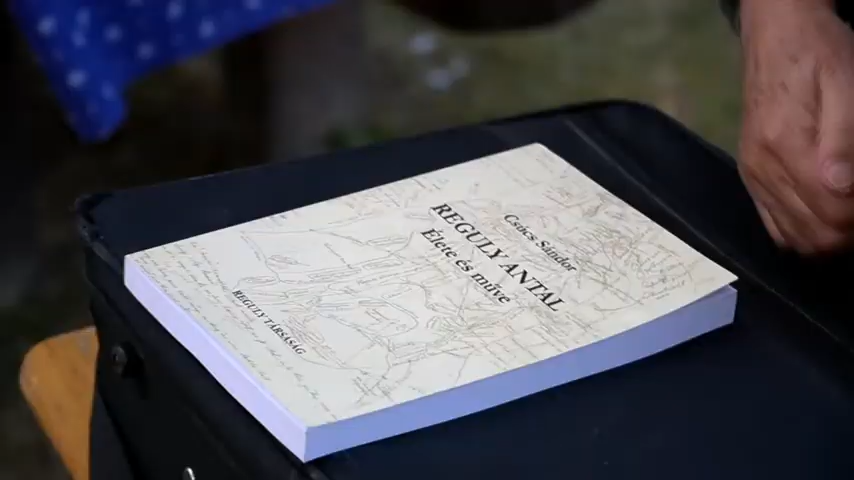 Csúcs Sándor
REGULY ANTAL
Élete és műve
REGULY TÁRSASÁG